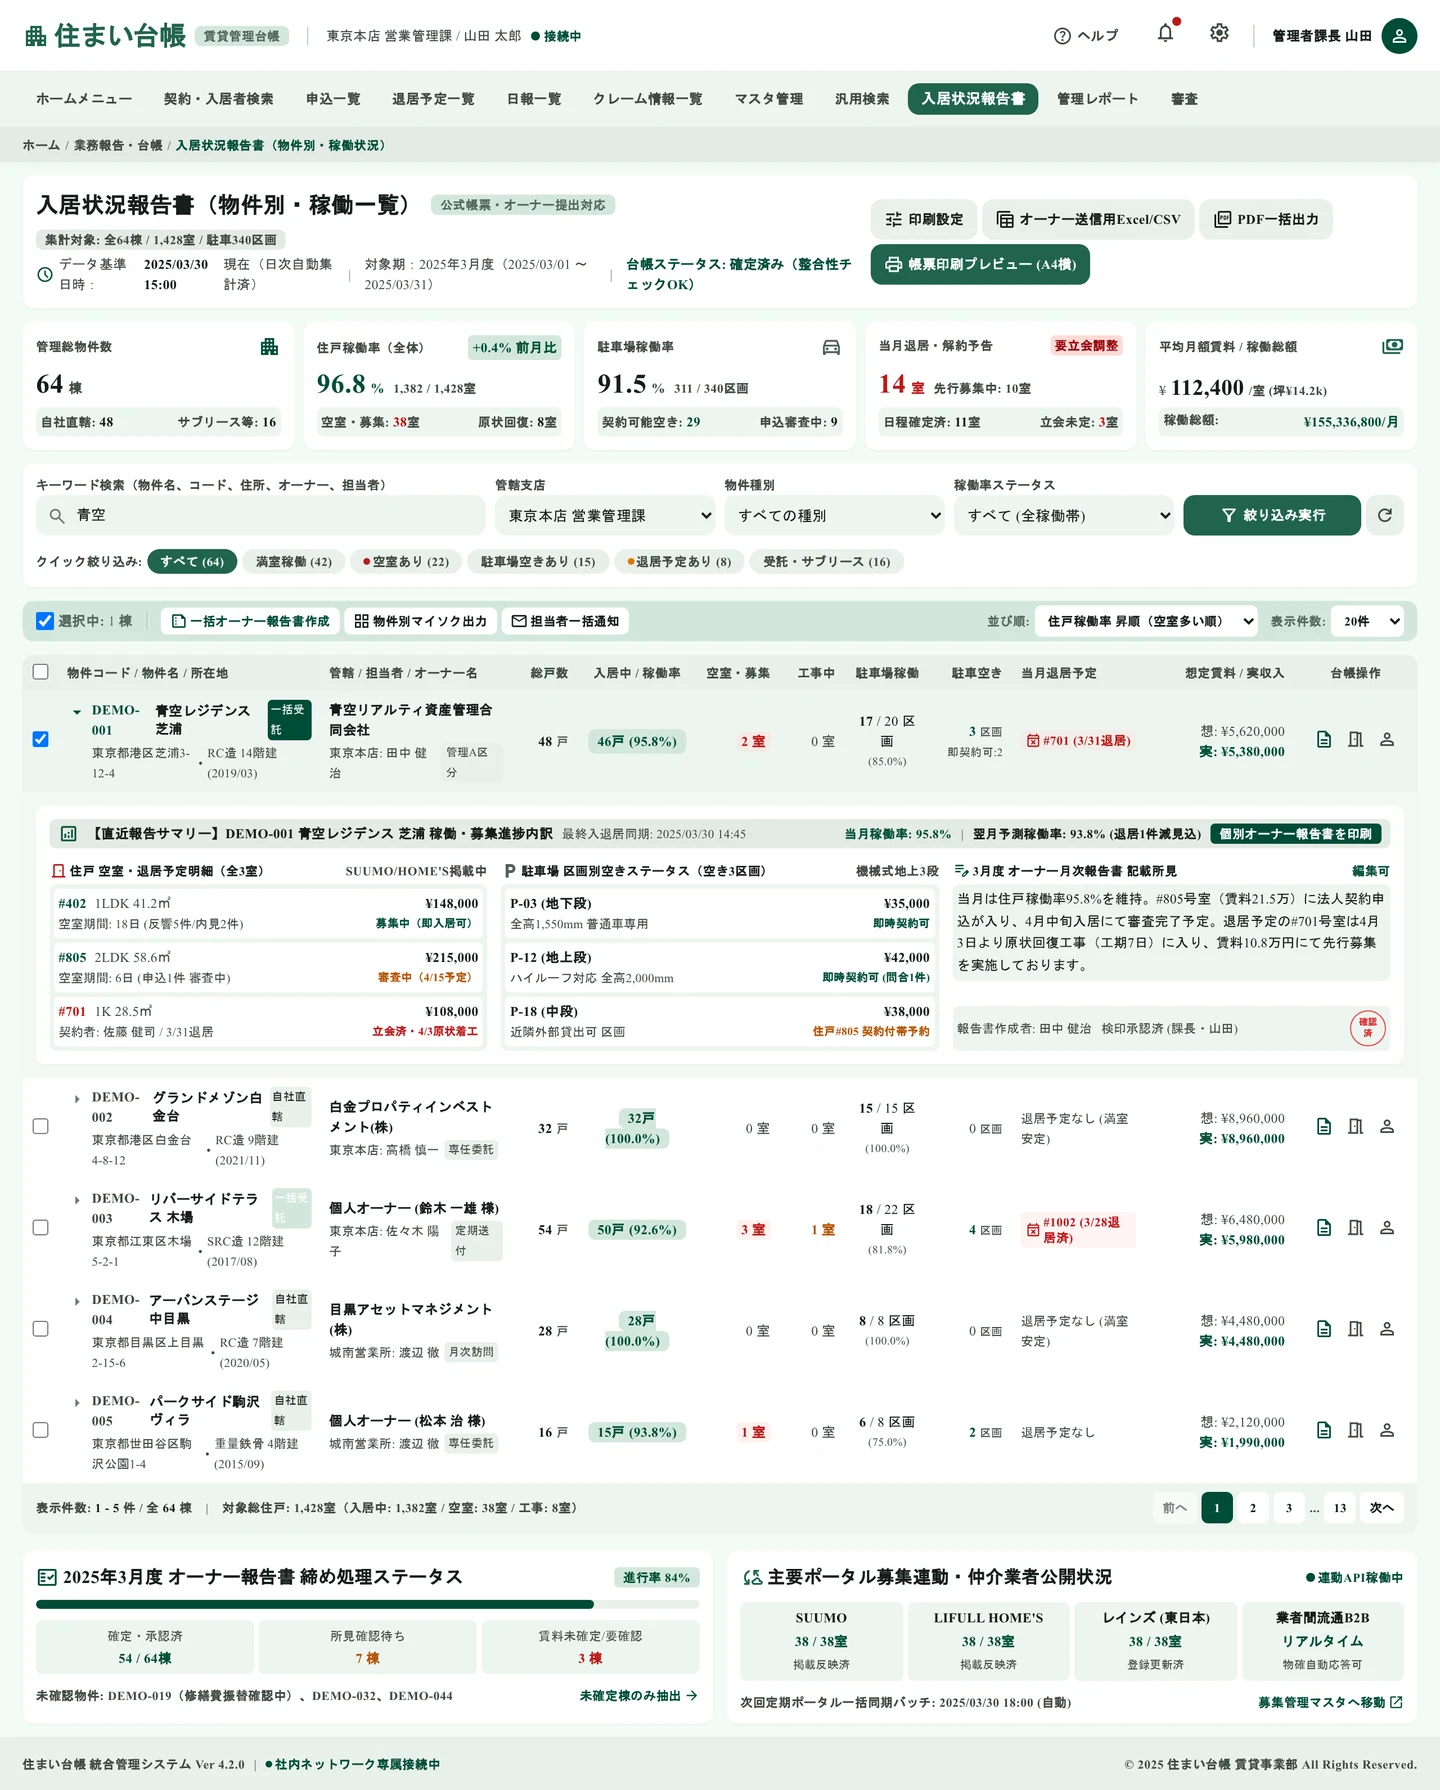 住まい台帳 賃貸管理台帳 東京本店 営業管理課 / 山田 太郎 ●接続中 ヘルプ 管理者課長 山田
ホームメニュー 契約・入居者検索 申込一覧 退居予定一覧 日報一覧 クレーム情報一覧 マスタ管理 汎用検索 入居状況報告書 管理レポート 審査
ホーム / 業務報告・台帳 / 入居状況報告書（物件別・稼働状況）
入居状況報告書（物件別・稼働一覧） 公式帳票・オーナー提出対応
集計対象: 全64棟 / 1,428室 / 駐車340区画
データ基準日時： 2025/03/30 15:00 現在（日次自動集計済） | 対象期：2025年3月度（2025/03/01 〜 2025/03/31） | 台帳ステータス: 確定済み（整合性チェックOK）
印刷設定 オーナー送信用Excel/CSV PDF一括出力
帳票印刷プレビュー (A4横)
管理総物件数
64 棟
自社直轄: 48 サブリース等: 16
住戸稼働率（全体） +0.4% 前月比
96.8 % 1,382 / 1,428室
空室・募集: 38室 原状回復: 8室
駐車場稼働率
91.5 % 311 / 340区画
契約可能空き: 29 申込審査中: 9
当月退居・解約予告 要立会調整
14 室 先行募集中: 10室
日程確定済: 11室 立会未定: 3室
平均月額賃料 / 稼働総額
¥ 112,400 /室 (坪¥14.2k)
稼働総額: ¥155,336,800/月
キーワード検索（物件名、コード、住所、オーナー、担当者） 管轄支店 物件種別 稼働率ステータス
青空 東京本店 営業管理課 すべての種別 すべて (全稼働帯) 絞り込み実行
クイック絞り込み: すべて (64) 満室稼働 (42) ●空室あり (22) 駐車場空きあり (15) ●退居予定あり (8) 受託・サブリース (16)
選択中: 1 棟 一括オーナー報告書作成 物件別マイソク出力 担当者一括通知 並び順: 住戸稼働率 昇順（空室多い順） 表示件数: 20件
物件コード / 物件名 / 所在地 管轄 / 担当者 / オーナー名 総戸数 入居中 / 稼働率 空室・募集 工事中 駐車場稼働 駐車空き 当月退居予定 想定賃料 / 実収入 台帳操作
DEMO-001 青空レジデンス 芝浦 一括受託
東京都港区芝浦3-12-4 • RC造 14階建 (2019/03)
青空リアルティ資産管理合同会社
東京本店: 田中 健治 管理A区分
48 戸 46戸 (95.8%) 2 室 0 室 17 / 20 区画 (85.0%) 3 区画 即契約可:2 #701 (3/31退居)
想: ¥5,620,000
実: ¥5,380,000
【直近報告サマリー】DEMO-001 青空レジデンス 芝浦 稼働・募集進捗内訳 最終入退居同期: 2025/03/30 14:45 当月稼働率: 95.8% | 翌月予測稼働率: 93.8% (退居1件減見込) 個別オーナー報告書を印刷
住戸 空室・退居予定明細（全3室） SUUMO/HOME'S掲載中
#402 1LDK 41.2㎡ ¥148,000
空室期間: 18日 (反響5件/内見2件) 募集中（即入居可）
#805 2LDK 58.6㎡ ¥215,000
空室期間: 6日 (申込1件 審査中) 審査中（4/15予定）
#701 1K 28.5㎡ ¥108,000
契約者: 佐藤 健司 / 3/31退居 立会済・4/3原状着工
P 駐車場 区画別空きステータス（空き3区画） 機械式地上3段
P-03 (地下段) ¥35,000
全高1,550mm 普通車専用 即時契約可
P-12 (地上段) ¥42,000
ハイルーフ対応 全高2,000mm 即時契約可 (問合1件)
P-18 (中段) ¥38,000
近隣外部貸出可 区画 住戸#805 契約付帯予約
3月度 オーナー月次報告書 記載所見 編集可
当月は住戸稼働率95.8%を維持。#805号室（賃料21.5万）に法人契約申
込が入り、4月中旬入居にて審査完了予定。退居予定の#701号室は4月
3日より原状回復工事（工期7日）に入り、賃料10.8万円にて先行募集
を実施しております。
報告書作成者: 田中 健治 検印承認済 (課長・山田) 確認済
DEMO-002 グランドメゾン白金台 自社直轄
東京都港区白金台4-8-12 • RC造 9階建 (2021/11)
白金プロパティインベストメント(株)
東京本店: 高橋 慎一 専任委託
32 戸 32戸 (100.0%) 0 室 0 室 15 / 15 区画 (100.0%) 0 区画 退居予定なし (満室安定)
想: ¥8,960,000
実: ¥8,960,000
DEMO-003 リバーサイドテラス 木場 一括受託
東京都江東区木場5-2-1 • SRC造 12階建 (2017/08)
個人オーナー (鈴木 一雄 様)
東京本店: 佐々木 陽子 定期送付
54 戸 50戸 (92.6%) 3 室 1 室 18 / 22 区画 (81.8%) 4 区画 #1002 (3/28退居済)
想: ¥6,480,000
実: ¥5,980,000
DEMO-004 アーバンステージ 中目黒 自社直轄
東京都目黒区上目黒2-15-6 • RC造 7階建 (2020/05)
目黒アセットマネジメント(株)
城南営業所: 渡辺 徹 月次訪問
28 戸 28戸 (100.0%) 0 室 0 室 8 / 8 区画 (100.0%) 0 区画 退居予定なし (満室安定)
想: ¥4,480,000
実: ¥4,480,000
DEMO-005 パークサイド駒沢 ヴィラ 自社直轄
東京都世田谷区駒沢公園1-4 • 重量鉄骨 4階建 (2015/09)
個人オーナー (松本 治 様)
城南営業所: 渡辺 徹 専任委託
16 戸 15戸 (93.8%) 1 室 0 室 6 / 8 区画 (75.0%) 2 区画 退居予定なし
想: ¥2,120,000
実: ¥1,990,000
表示件数: 1 - 5 件 / 全 64 棟 | 対象総住戸: 1,428室（入居中: 1,382室 / 空室: 38室 / 工事: 8室） 前へ 1 2 3 ... 13 次へ
2025年3月度 オーナー報告書 締め処理ステータス 進行率 84%
確定・承認済 所見確認待ち 賃料未確定/要確認
54 / 64棟 7 棟 3 棟
未確認物件: DEMO-019（修繕費振替確認中）、DEMO-032、DEMO-044 未確定棟のみ抽出 →
主要ポータル募集連動・仲介業者公開状況 ●連動API稼働中
SUUMO LIFULL HOME'S レインズ (東日本) 業者間流通B2B
38 / 38室 38 / 38室 38 / 38室 リアルタイム
掲載反映済 掲載反映済 登録更新済 物確自動応答可
次回定期ポータル一括同期バッチ: 2025/03/30 18:00 (自動) 募集管理マスタへ移動
住まい台帳 統合管理システム Ver 4.2.0 | ●社内ネットワーク専属接続中 © 2025 住まい台帳 賃貸事業部 All Rights Reserved.